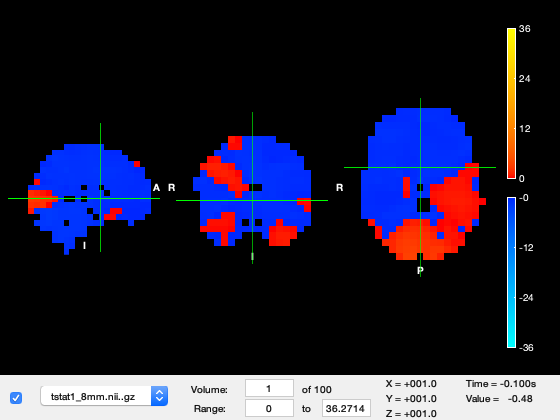 36
24
12
0
-0
-12
-24
-36
A R
R
I
I
P
tstat1_8mm.nii..gz
Volume: 1 of 100
Range: 0 to 36.2714
X = +001.0
Y = +001.0
Z = +001.0
Time = -0.100s
Value = -0.48